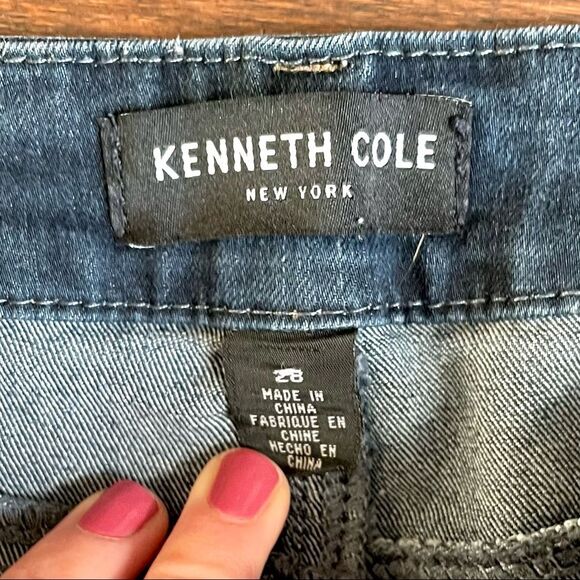 KENNETH COLE
NEW YORK
28
MADE IN
CHINA
FABRIQUE EN
CHINE
HECHO EN
CHINA